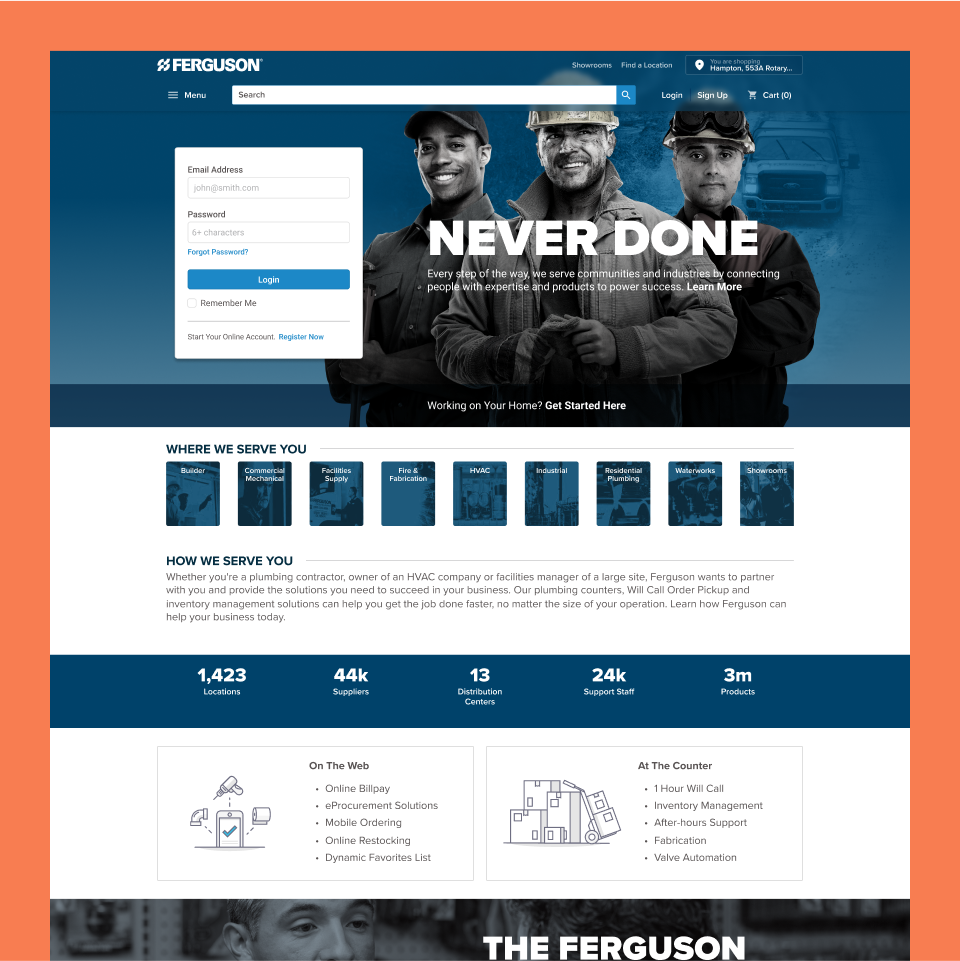 FERGUSON
Showrooms
Find a Location
You are shopping
Hampton, 553A Rotary...
Menu
Search
Login
Sign Up
Cart (0)
Email Address
john@smith.com
Password
6+ characters
Forgot Password?
Login
Remember Me
Start Your Online Account. Register Now
NEVER DONE
Every step of the way, we serve communities and industries by connecting
people with expertise and products to power success. Learn More
Working on Your Home? Get Started Here
WHERE WE SERVE YOU
Builder
Commercial
Mechanical
Facilities
Supply
Fire &
Fabrication
HVAC
Industrial
Residential
Plumbing
Waterworks
Showrooms
HOW WE SERVE YOU
Whether you're a plumbing contractor, owner of an HVAC company or facilities manager of a large site, Ferguson wants to partner
with you and provide the solutions you need to succeed in your business. Our plumbing counters, Will Call Order Pickup and
inventory management solutions can help you get the job done faster, no matter the size of your operation. Learn how Ferguson can
help your business today.
1,423
Locations
44k
Suppliers
13
Distribution
Centers
24k
Support Staff
3m
Products
On The Web
• Online Billpay
• eProcurement Solutions
• Mobile Ordering
• Online Restocking
• Dynamic Favorites List
At The Counter
• 1 Hour Will Call
• Inventory Management
• After-hours Support
• Fabrication
• Valve Automation
THE FERGUSON